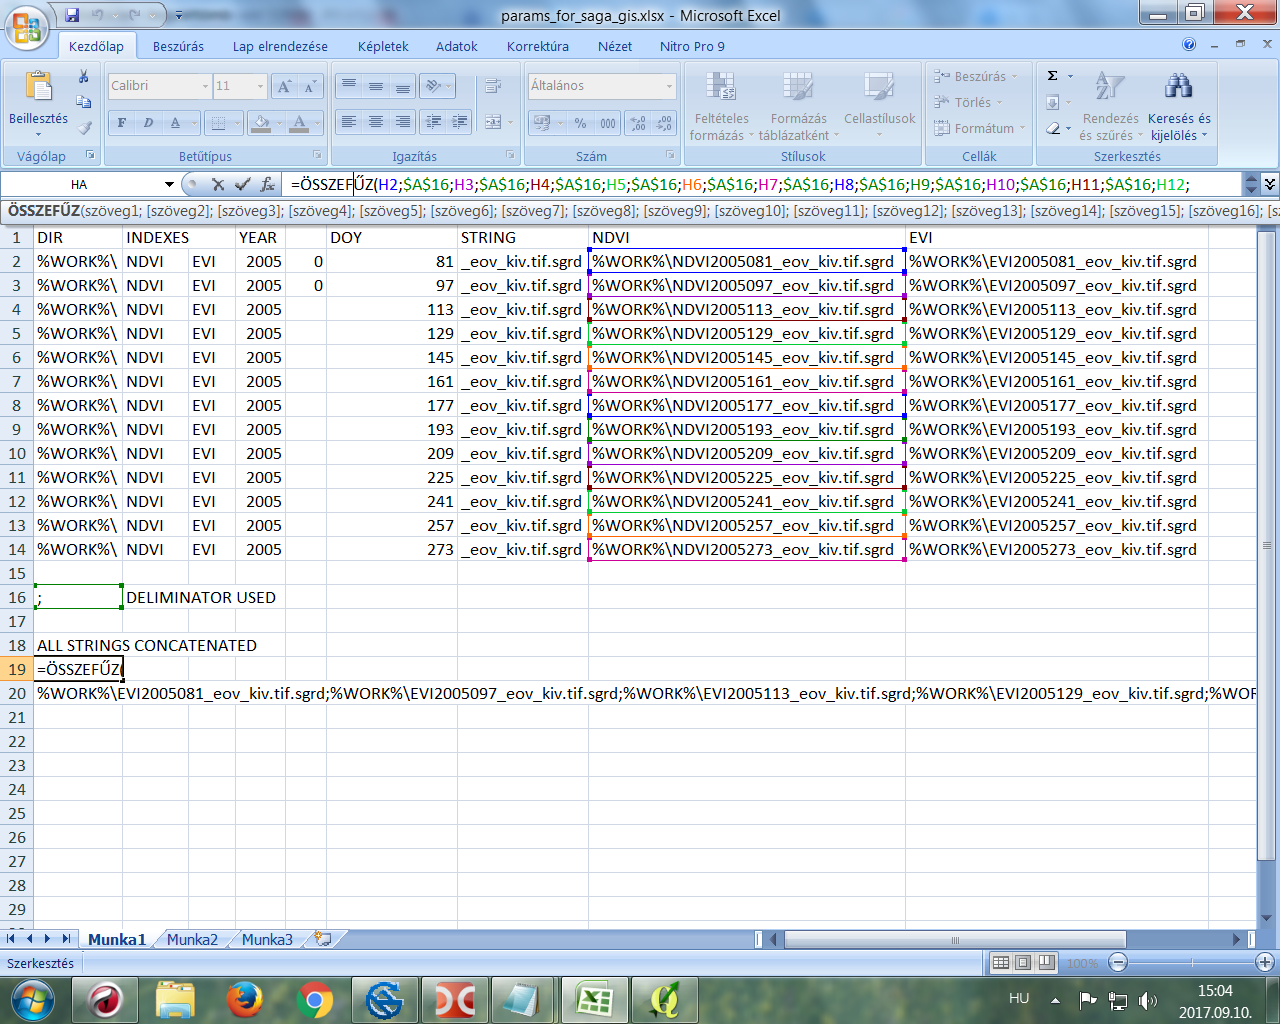 params_for_saga_gis.xlsx - Microsoft Excel
Kezdőlap Beszúrás Lap elrendezése Képletek Adatok Korrektúra Nézet Nitro Pro 9
Beillesztés
Calibri 11
F D A A
Általános
% 000
Feltételes formázás
Formázás táblázatként
Cellastílusok
Beszúrás
Törlés
Formátum
Σ
Rendezés és szűrés
Keresés és kijelölés
Vágólap Betűtípus Igazítás Szám Stílusok Cellák Szerkesztés
HA fx =ÖSSZEFŰZ(H2;$A$16;H3;$A$16;H4;$A$16;H5;$A$16;H6;$A$16;H7;$A$16;H8;$A$16;H9;$A$16;H10;$A$16;H11;$A$16;H12;
ÖSSZEFŰZ(szöveg1; [szöveg2]; [szöveg3]; [szöveg4]; [szöveg5]; [szöveg6]; [szöveg7]; [szöveg8]; [szöveg9]; [szöveg10]; [szöveg11]; [szöveg12]; [szöveg13]; [szöveg14]; [szöveg15]; [szöveg16]; [sz
1 DIR INDEXES YEAR DOY STRING NDVI EVI
2 %WORK%\ NDVI EVI 2005 0 81 _eov_kiv.tif.sgrd %WORK%\NDVI2005081_eov_kiv.tif.sgrd %WORK%\EVI2005081_eov_kiv.tif.sgrd
3 %WORK%\ NDVI EVI 2005 0 97 _eov_kiv.tif.sgrd %WORK%\NDVI2005097_eov_kiv.tif.sgrd %WORK%\EVI2005097_eov_kiv.tif.sgrd
4 %WORK%\ NDVI EVI 2005 113 _eov_kiv.tif.sgrd %WORK%\NDVI2005113_eov_kiv.tif.sgrd %WORK%\EVI2005113_eov_kiv.tif.sgrd
5 %WORK%\ NDVI EVI 2005 129 _eov_kiv.tif.sgrd %WORK%\NDVI2005129_eov_kiv.tif.sgrd %WORK%\EVI2005129_eov_kiv.tif.sgrd
6 %WORK%\ NDVI EVI 2005 145 _eov_kiv.tif.sgrd %WORK%\NDVI2005145_eov_kiv.tif.sgrd %WORK%\EVI2005145_eov_kiv.tif.sgrd
7 %WORK%\ NDVI EVI 2005 161 _eov_kiv.tif.sgrd %WORK%\NDVI2005161_eov_kiv.tif.sgrd %WORK%\EVI2005161_eov_kiv.tif.sgrd
8 %WORK%\ NDVI EVI 2005 177 _eov_kiv.tif.sgrd %WORK%\NDVI2005177_eov_kiv.tif.sgrd %WORK%\EVI2005177_eov_kiv.tif.sgrd
9 %WORK%\ NDVI EVI 2005 193 _eov_kiv.tif.sgrd %WORK%\NDVI2005193_eov_kiv.tif.sgrd %WORK%\EVI2005193_eov_kiv.tif.sgrd
10 %WORK%\ NDVI EVI 2005 209 _eov_kiv.tif.sgrd %WORK%\NDVI2005209_eov_kiv.tif.sgrd %WORK%\EVI2005209_eov_kiv.tif.sgrd
11 %WORK%\ NDVI EVI 2005 225 _eov_kiv.tif.sgrd %WORK%\NDVI2005225_eov_kiv.tif.sgrd %WORK%\EVI2005225_eov_kiv.tif.sgrd
12 %WORK%\ NDVI EVI 2005 241 _eov_kiv.tif.sgrd %WORK%\NDVI2005241_eov_kiv.tif.sgrd %WORK%\EVI2005241_eov_kiv.tif.sgrd
13 %WORK%\ NDVI EVI 2005 257 _eov_kiv.tif.sgrd %WORK%\NDVI2005257_eov_kiv.tif.sgrd %WORK%\EVI2005257_eov_kiv.tif.sgrd
14 %WORK%\ NDVI EVI 2005 273 _eov_kiv.tif.sgrd %WORK%\NDVI2005273_eov_kiv.tif.sgrd %WORK%\EVI2005273_eov_kiv.tif.sgrd
15
16 ; DELIMINATOR USED
17
18 ALL STRINGS CONCATENATED
19 =ÖSSZEFŰZ(
20 %WORK%\EVI2005081_eov_kiv.tif.sgrd;%WORK%\EVI2005097_eov_kiv.tif.sgrd;%WORK%\EVI2005113_eov_kiv.tif.sgrd;%WORK%\EVI2005129_eov_kiv.tif.sgrd;%WOR
21
22
23
24
25
26
27
28
29
Munka1 Munka2 Munka3
Szerkesztés 100%
HU 15:04
2017.09.10.